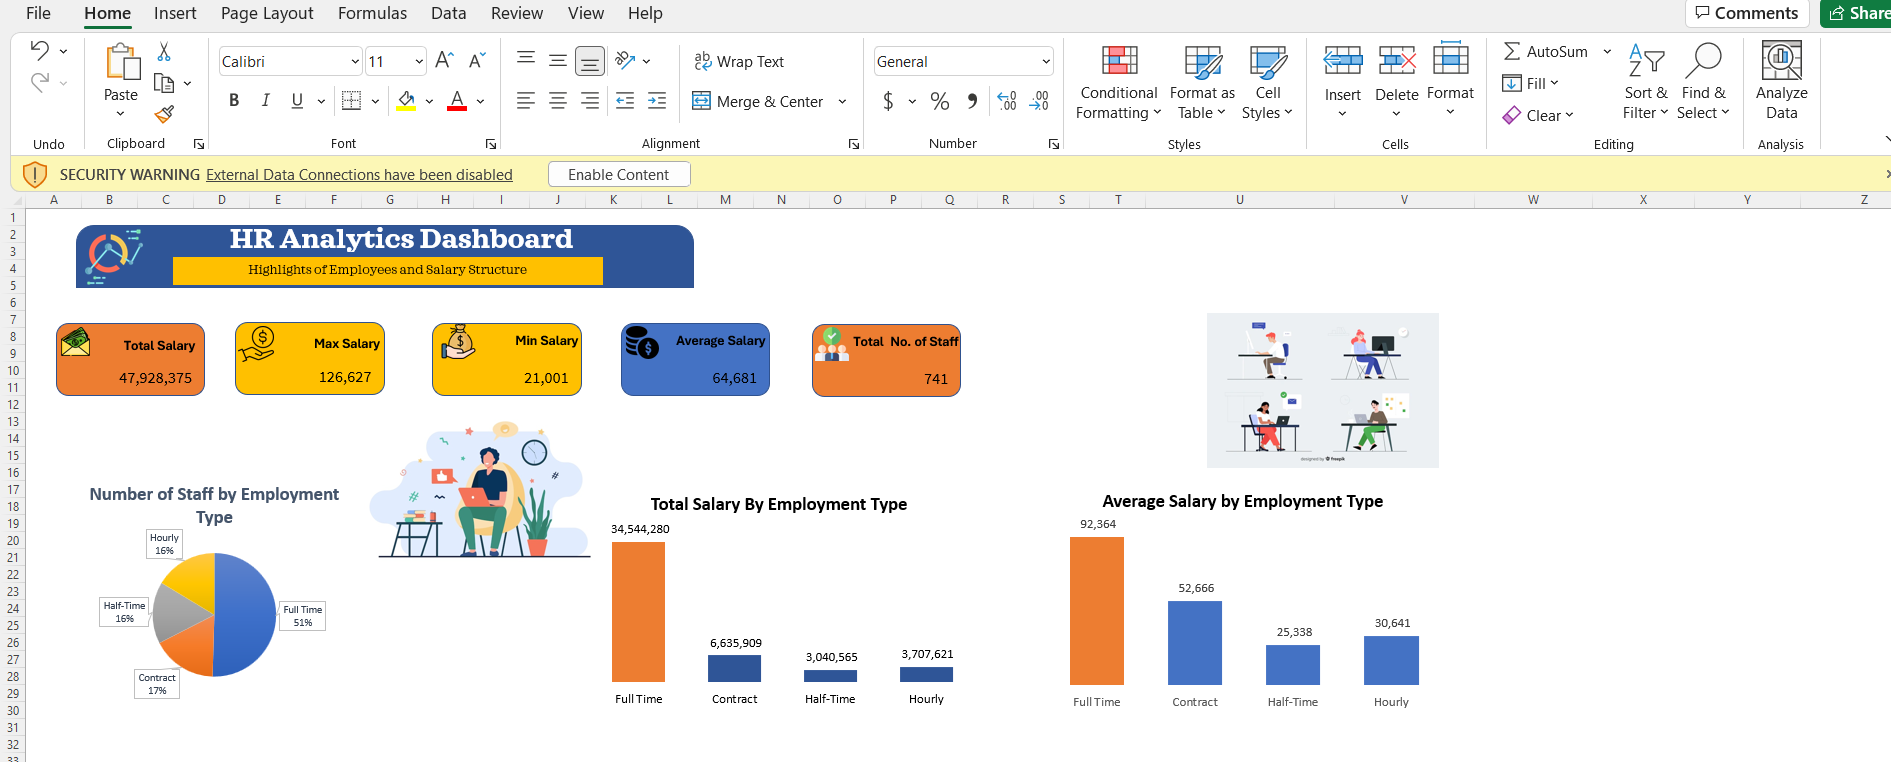 File Home Insert Page Layout Formulas Data Review View Help Comments Share
Calibri 11 Wrap Text General AutoSum
Paste B I U Merge & Center $ % Conditional Formatting Format as Table Cell Styles Insert Delete Format Fill Clear Sort & Filter Find & Select Analyze Data
Undo Clipboard Font Alignment Number Styles Cells Editing Analysis
SECURITY WARNING External Data Connections have been disabled Enable Content
A B C D E F G H I J K L M N O P Q R S T U V W X Y Z
1
2
3
4
5
6
7
8
9
10
11
12
13
14
15
16
17
18
19
20
21
22
23
24
25
26
27
28
29
30
31
32
33
HR Analytics Dashboard
Highlights of Employees and Salary Structure
Total Salary
47,928,375
Max Salary
126,627
Min Salary
21,001
Average Salary
64,681
Total No. of Staff
741
designed by freepik
Number of Staff by Employment
Type
Hourly
16%
Half-Time
16%
Full Time
51%
Contract
17%
Total Salary By Employment Type
34,544,280
6,635,909
3,040,565
3,707,621
Full Time Contract Half-Time Hourly
Average Salary by Employment Type
92,364
52,666
25,338
30,641
Full Time Contract Half-Time Hourly